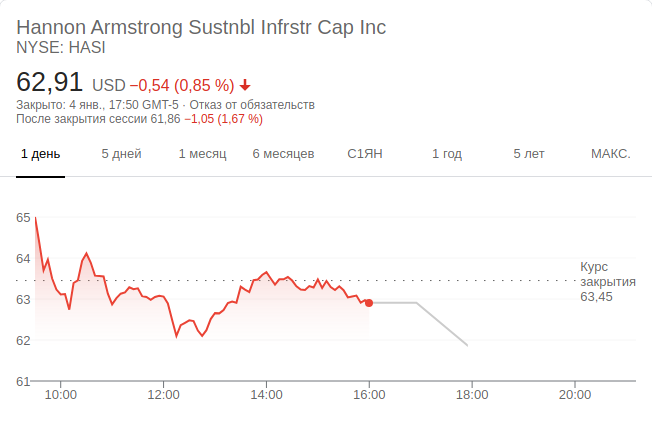 Hannon Armstrong Sustnbl Infrstr Cap Inc
NYSE: HASI
62,91 USD −0,54 (0,85 %)
Закрыто: 4 янв., 17:50 GMT-5 · Отказ от обязательств
После закрытия сессии 61,86 −1,05 (1,67 %)
1 день 5 дней 1 месяц 6 месяцев С1ЯН 1 год 5 лет МАКС.
65
64
Курс
закрытия
63,45
63
62
61
10:00 12:00 14:00 16:00 18:00 20:00